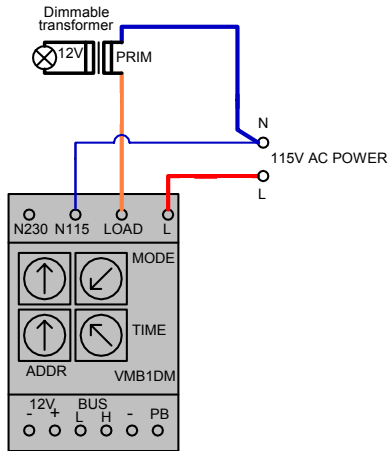 Dimmable
transformer
12V
PRIM
N
115V AC POWER
L
N230 N115 LOAD L
MODE
TIME
ADDR
VMB1DM
12V BUS
- + L H - PB